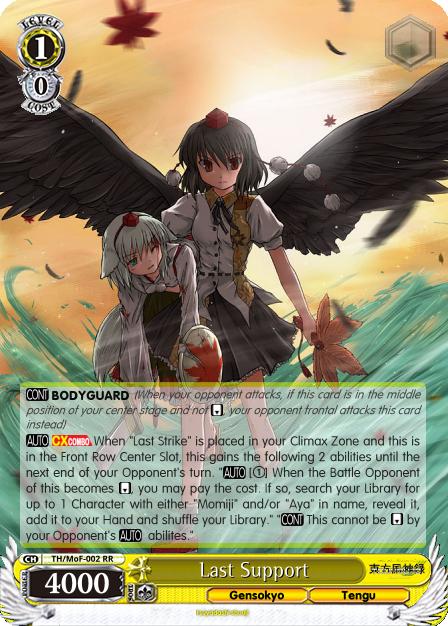 LEVEL
1
0
COST
CONT BODYGUARD (When your opponent attacks, if this card is in the middle
position of your center stage and not , your opponent frontal attacks this card
instead)
AUTO CXCOMBO When "Last Strike" is placed in your Climax Zone and this is
in the Front Row Center Slot, this gains the following 2 abilities until the
next end of your Opponent's turn. "AUTO [①] When the Battle Opponent
of this becomes , you may pay the cost. If so, search your Library for
up to 1 Character with either "Momiji" and/or "Aya" in name, reveal it,
add it to your Hand and shuffle your Library." "CONT This cannot be by
your Opponent's AUTO abilites."
CH TH/MoF-002 RR
POWER 4000 SOUL Last Support
Gensokyo Tengu